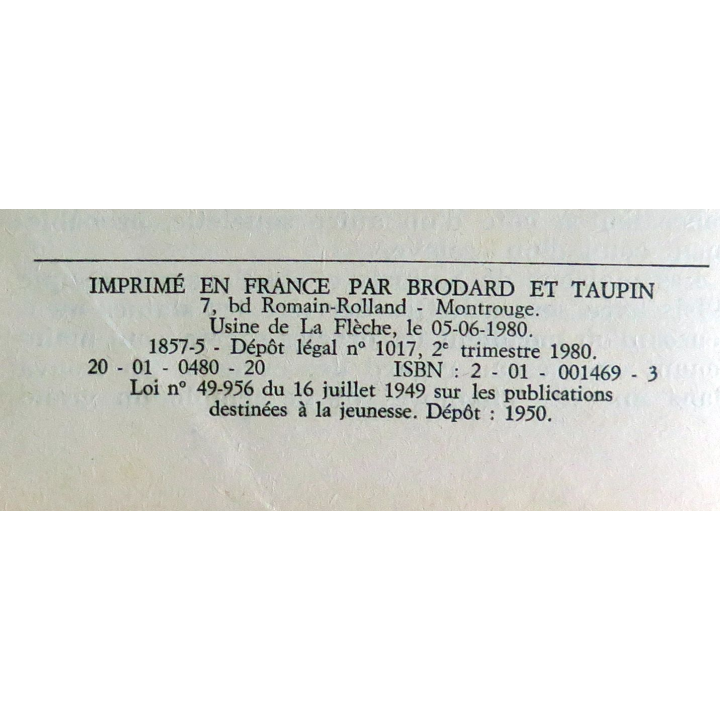 IMPRIMÉ EN FRANCE PAR BRODARD ET TAUPIN
7, bd Romain-Rolland - Montrouge.
Usine de La Flèche, le 05-06-1980.
1857-5 - Dépôt légal nº 1017, 2e trimestre 1980.
20 - 01 - 0480 - 20 ISBN : 2 - 01 - 001469 - 3
Loi nº 49-956 du 16 juillet 1949 sur les publications
destinées à la jeunesse. Dépôt : 1950.